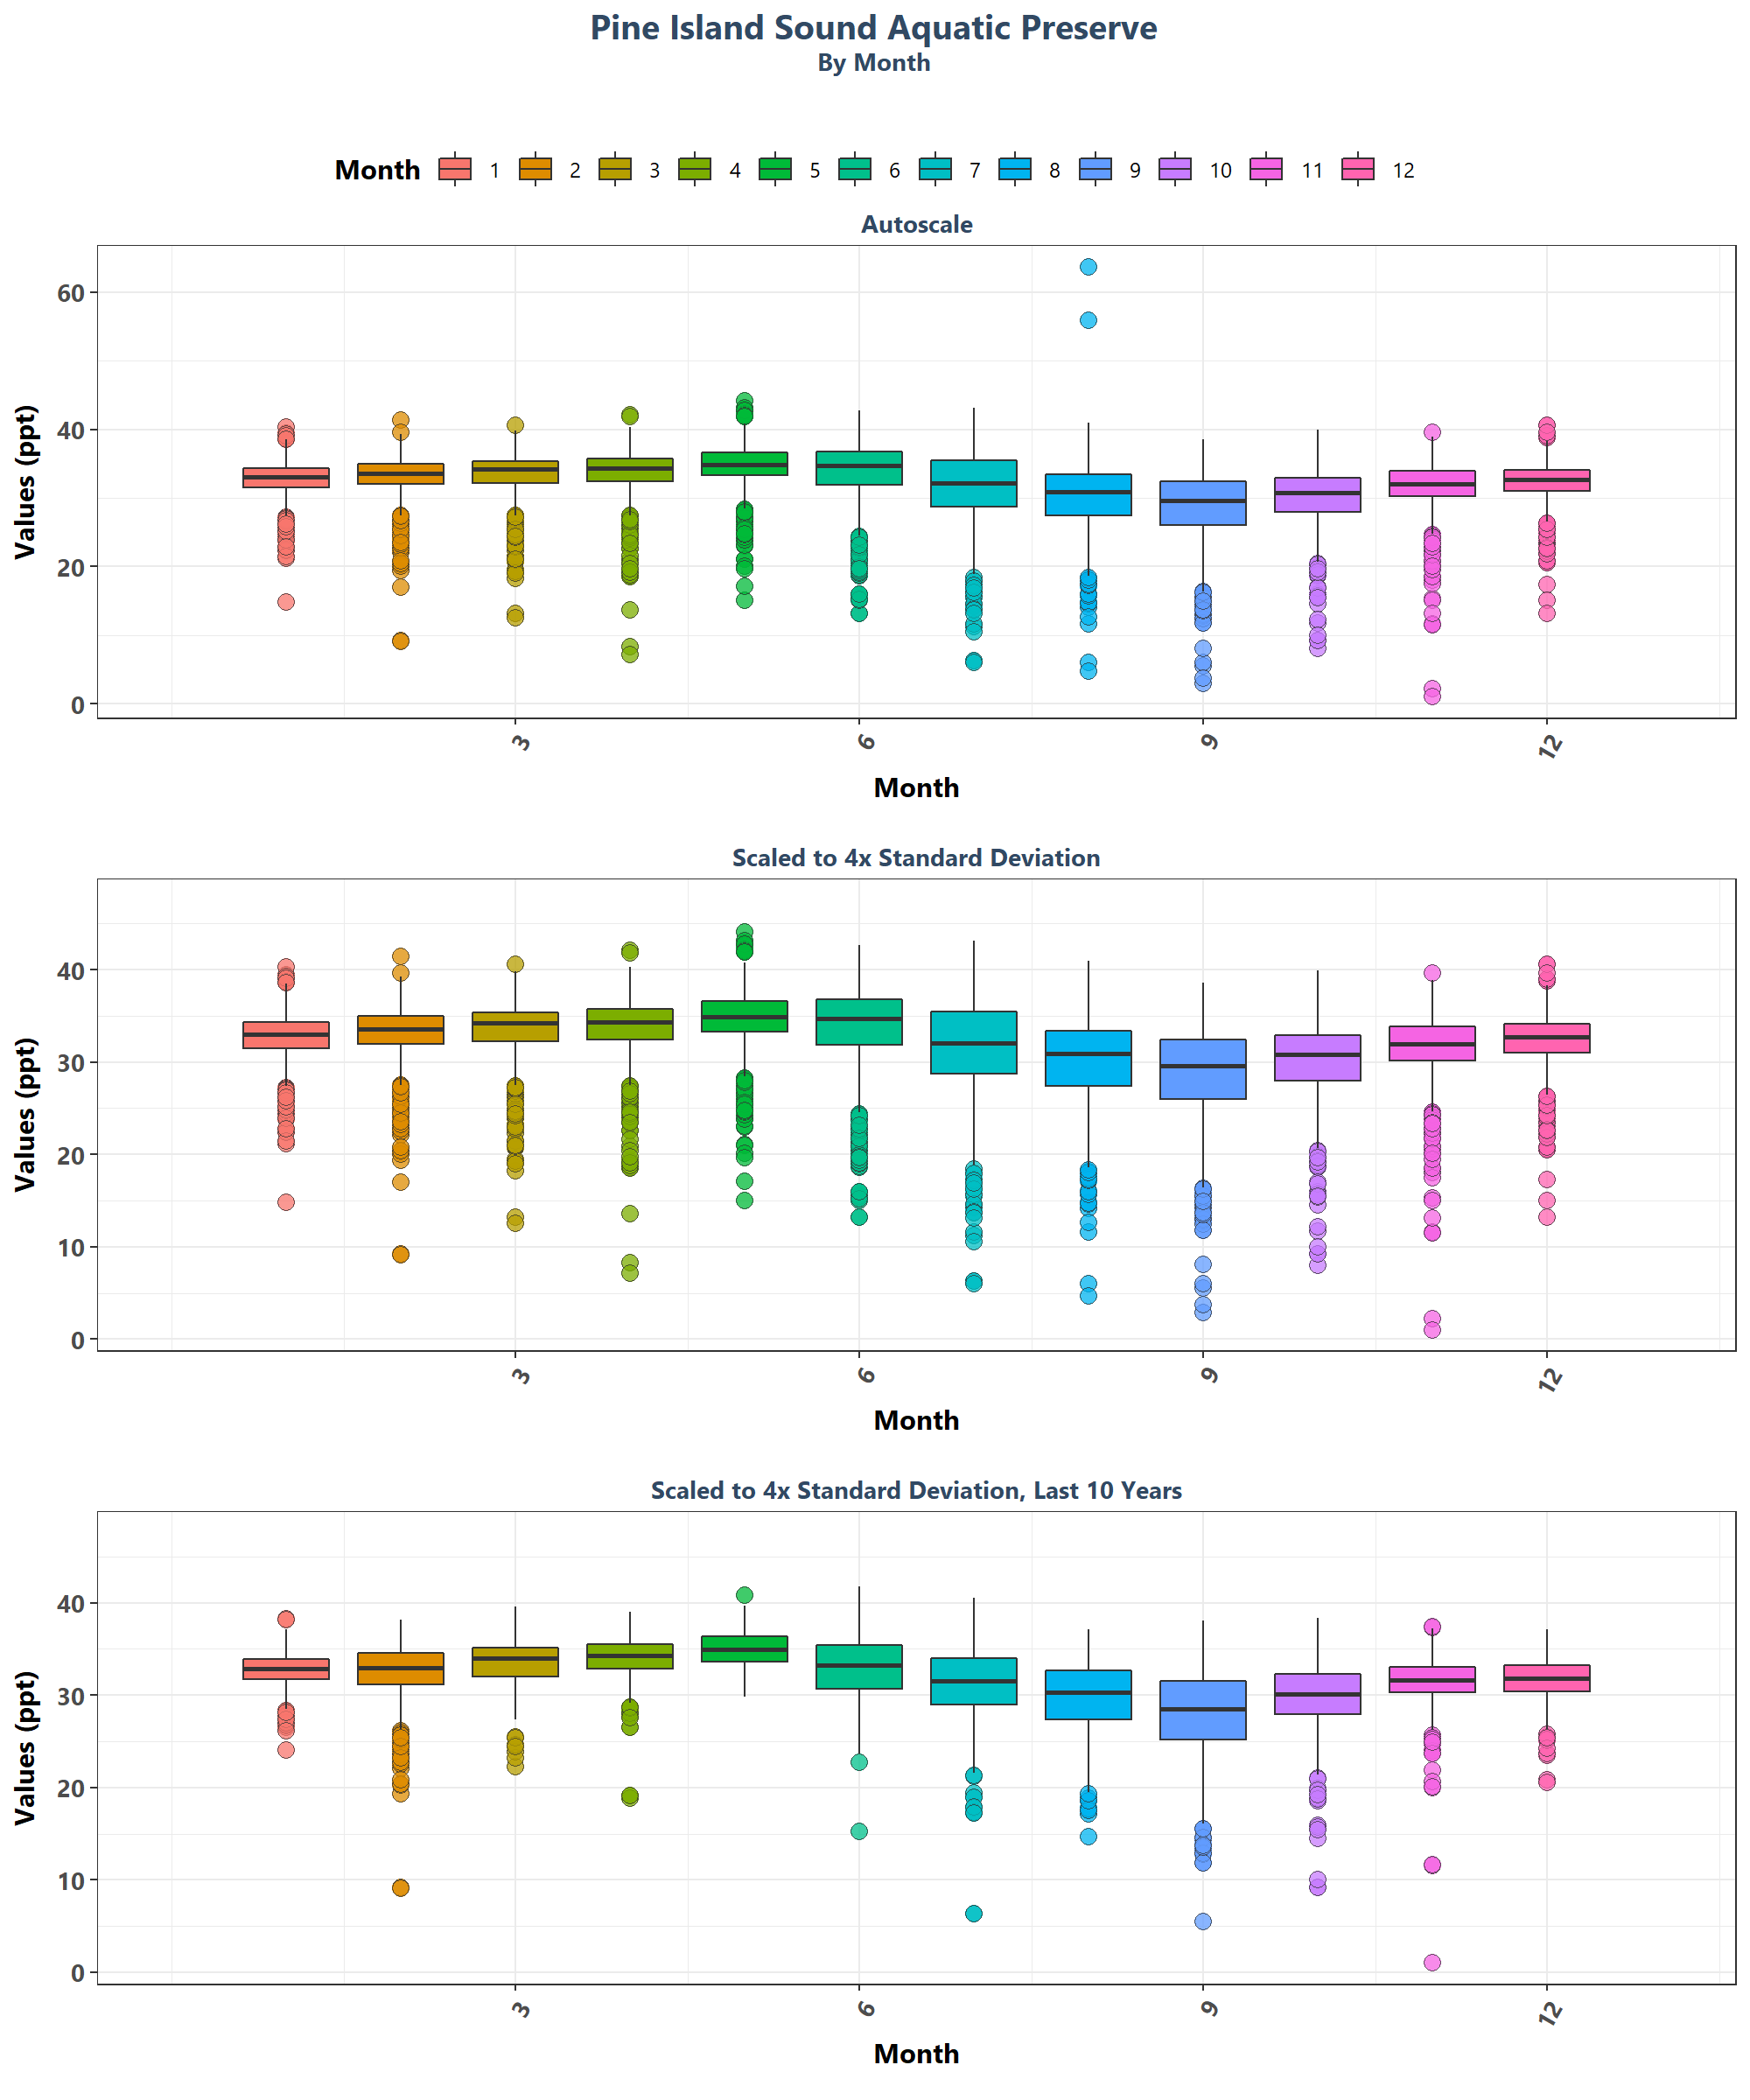 Pine Island Sound Aquatic Preserve
By Month
Month 1 2 3 4 5 6 7 8 9 10 11 12
Autoscale
Values (ppt)
60
40
20
0
3 6 9 12
Month
Scaled to 4x Standard Deviation
Values (ppt)
40
30
20
10
0
3 6 9 12
Month
Scaled to 4x Standard Deviation, Last 10 Years
Values (ppt)
40
30
20
10
0
3 6 9 12
Month